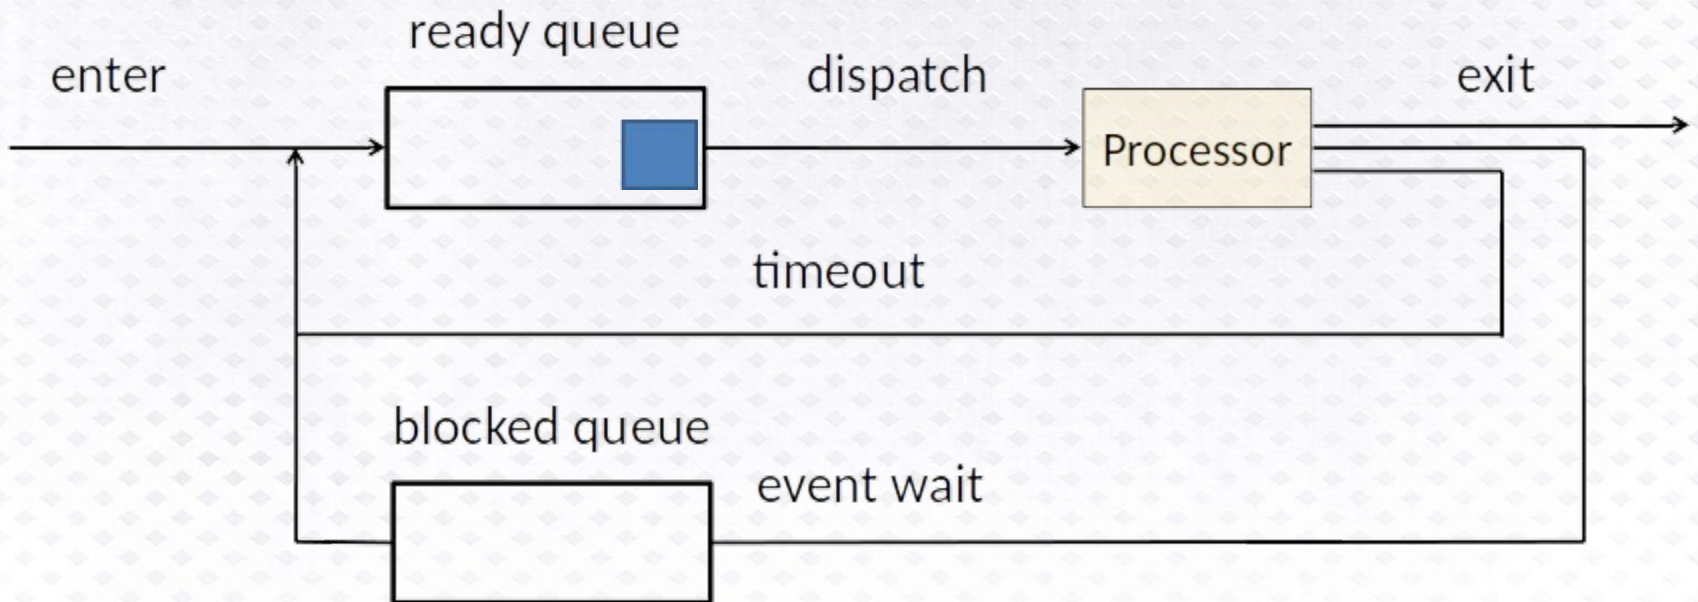 ready queue
enter
dispatch
exit
Processor
timeout
blocked queue
event wait